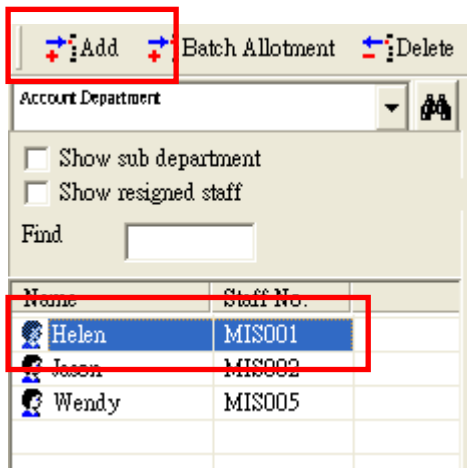 Add Batch Allotment Delete
Account Department
Show sub department
Show resigned staff
Find
Name Staff No.
Helen MIS001
Jason MIS002
Wendy MIS005